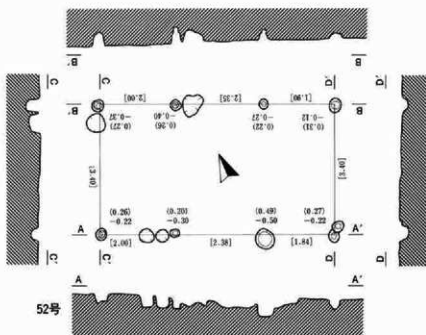 B' B
C C D' D'
B' B
[2.00] [2.35] [1.90]
-0.37 -0.40 -0.27 -0.12
(0.27) (0.26) (0.22) (0.31)
[3.40] [3.40]
(0.26) (0.20) (0.49) (0.27)
-0.22 -0.30 -0.50 -0.22
A A'
[2.06] [2.38] [1.84]
C' C' D D
A A'
52号